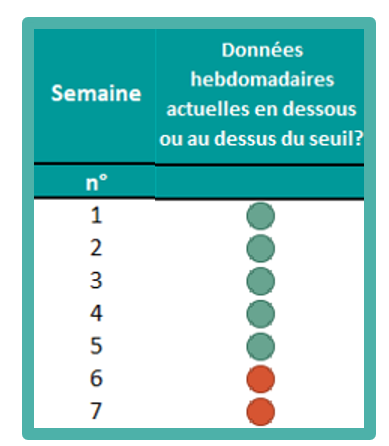 Semaine
Données
hebdomadaires
actuelles en dessous
ou au dessus du seuil?
n°
1
2
3
4
5
6
7